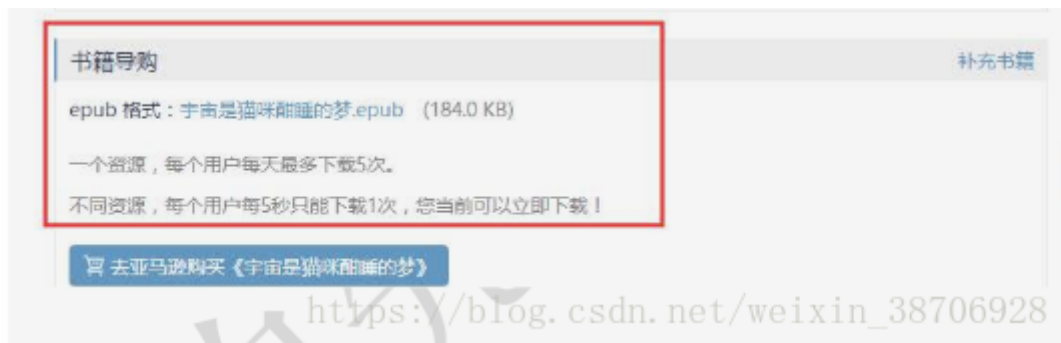 书籍导购
补充书籍
epub 格式：宇宙是猫咪酣睡的梦.epub (184.0 KB)
一个资源，每个用户每天最多下载5次。
不同资源，每个用户每5秒只能下载1次，您当前可以立即下载！
去亚马逊购买《宇宙是猫咪酣睡的梦》
https://blog.csdn.net/weixin_38706928